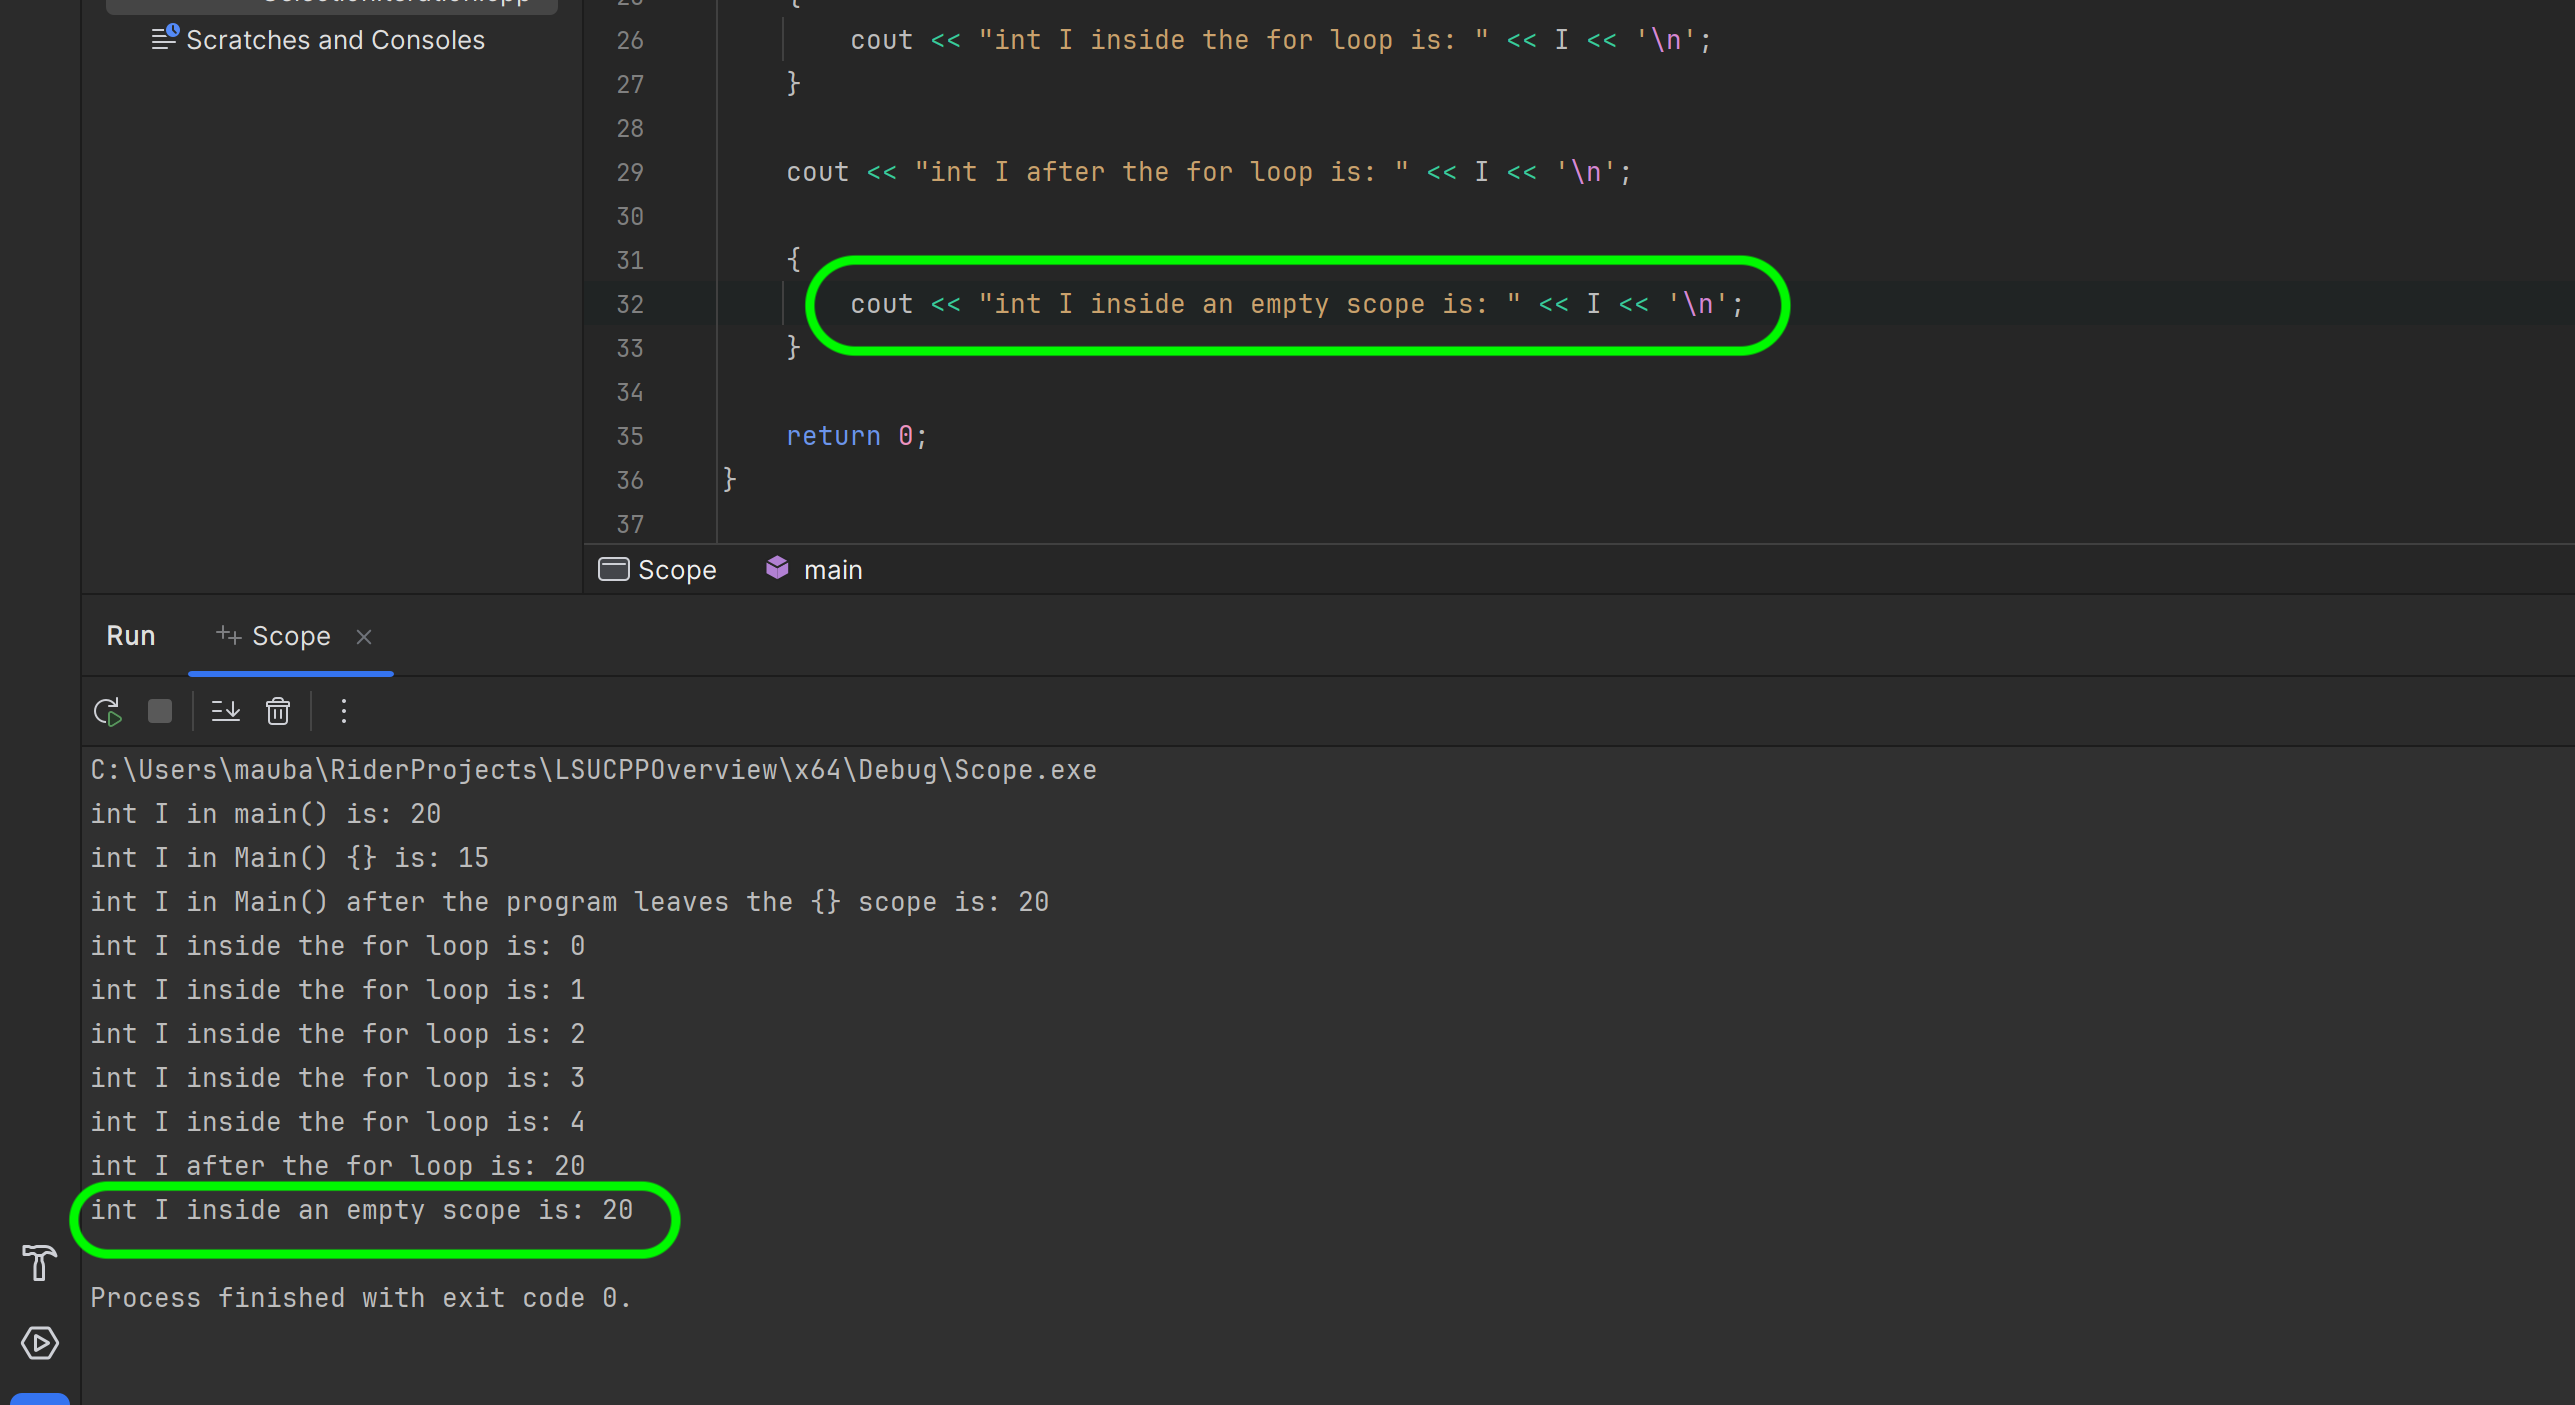 Scratches and Consoles
26 cout << "int I inside the for loop is: " << I << '\n';
27 }
28
29 cout << "int I after the for loop is: " << I << '\n';
30
31 {
32 cout << "int I inside an empty scope is: " << I << '\n';
33 }
34
35 return 0;
36 }
37
Scope main
Run Scope
C:\Users\mauba\RiderProjects\LSUCPPOverview\x64\Debug\Scope.exe
int I in main() is: 20
int I in Main() {} is: 15
int I in Main() after the program leaves the {} scope is: 20
int I inside the for loop is: 0
int I inside the for loop is: 1
int I inside the for loop is: 2
int I inside the for loop is: 3
int I inside the for loop is: 4
int I after the for loop is: 20
int I inside an empty scope is: 20
Process finished with exit code 0.